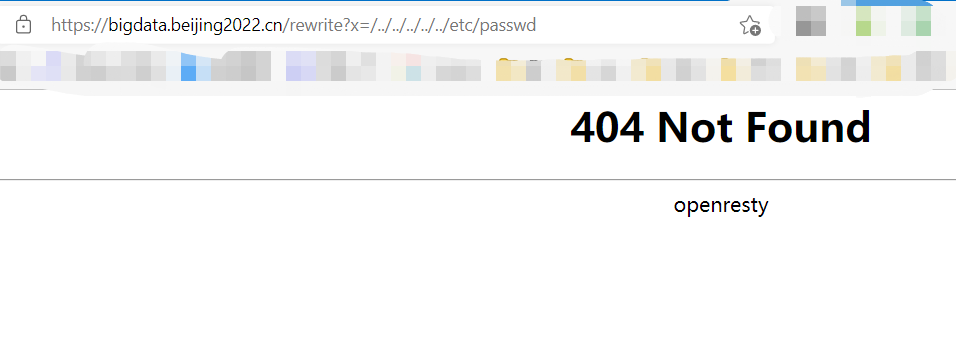 https://bigdata.beijing2022.cn/rewrite?x=/../../../../../etc/passwd
404 Not Found
openresty